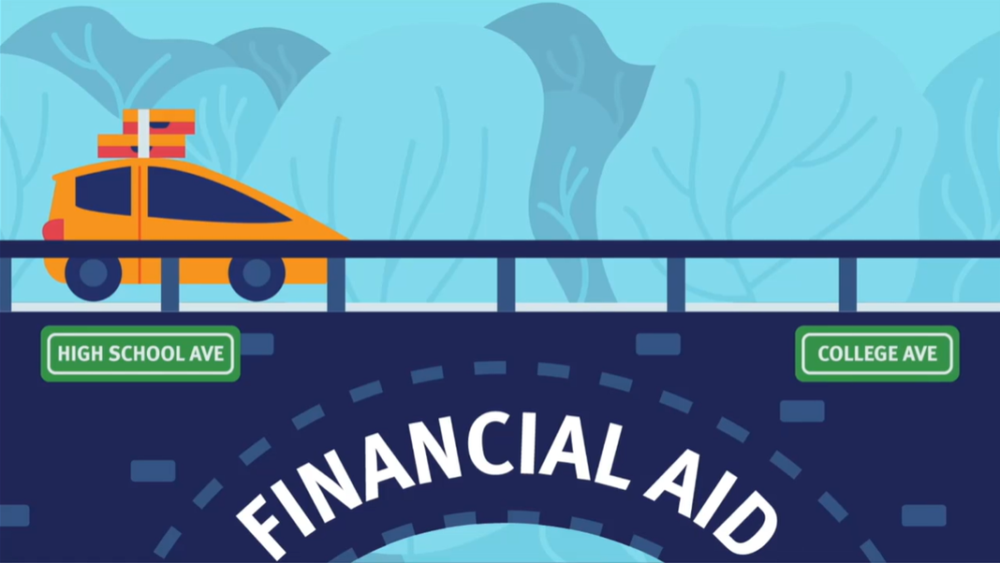 HIGH SCHOOL AVE
COLLEGE AVE
FINANCIAL AID